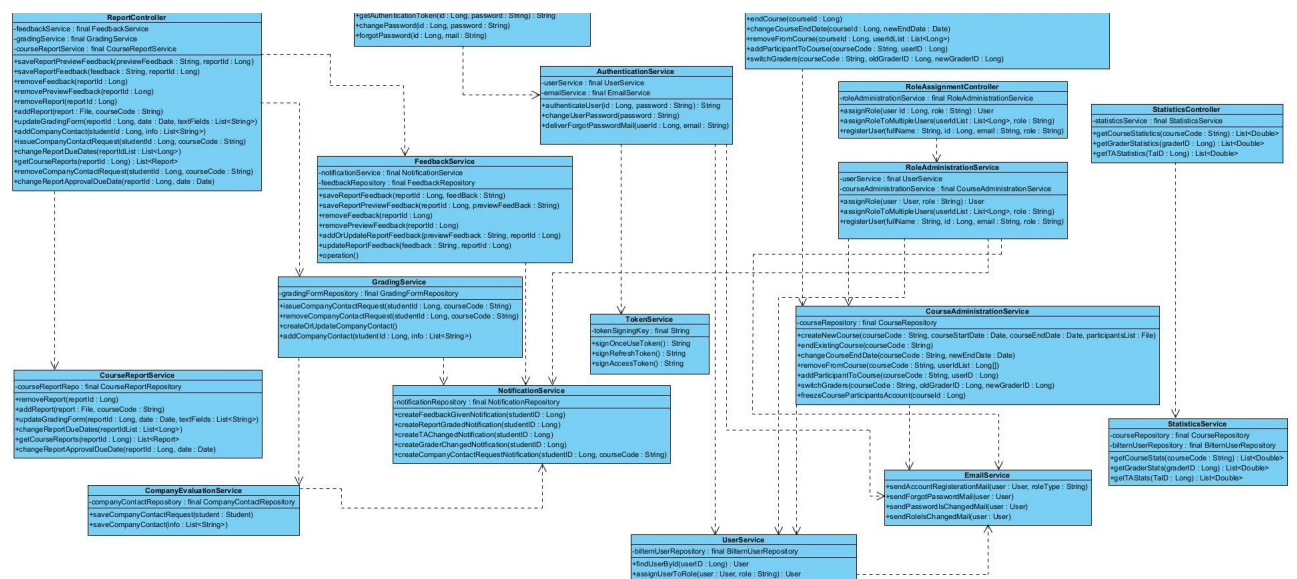 ReportController
-feedbackService : final FeedbackService
-gradingService : final GradingService
-courseReportService : final CourseReportService
+saveReportPreviewFeedback(previewFeedback : String, reportId : Long)
+saveReportFeedback(feedback : String, reportId : Long)
+removeFeedback(reportId : Long)
+removePreviewFeedback(reportId : Long)
+removeReport(reportId : Long)
+addReport(report : File, courseCode : String)
+updateGradingForm(reportId : Long, date : Date, textFields : List<String>)
+addCompanyContact(studentId : Long, info : List<String>)
+issueCompanyContactRequest(studentId : Long, courseCode : String)
+changeReportDueDates(reportIdList : List<Long>)
+getCourseReports(reportId : Long) : List<Report>
+removeCompanyContactRequest(studentId : Long, courseCode : String)
+changeReportApprovalDueDate(reportId : Long, date : Date)
+getAuthenticationToken(id : Long, password : String) : String
+changePassword(id : Long, password : String)
+forgotPassword(id : Long, mail : String)
+endCourse(courseId : Long)
+changeCourseEndDate(courseId : Long, newEndDate : Date)
+removeFromCourse(courseId : Long, userIdList : List<Long>)
+addParticipantToCourse(courseCode : String, userID : Long)
+switchGraders(courseCode : String, oldGraderID : Long, newGraderID : Long)
AuthenticationService
-userService : final UserService
-emailService : final EmailService
+authenticateUser(id : Long, password : String) : String
+changeUserPassword(password : String)
+deliverForgotPasswordMail(userId : Long, email : String)
RoleAssignmentController
-roleAdministrationService : final RoleAdministrationService
+assignRole(user Id : Long, role : String) : User
+assignRoleToMultipleUsers(userIdList : List<Long>, role : String)
+registerUser(fullName : String, id : Long, email : String, role : String)
StatisticsController
-statisticsService : final StatisticsService
+getCourseStatistics(courseCode : String) : List<Double>
+getGraderStatistics(graderID : Long) : List<Double>
+getTAStatistics(TaID : Long) : List<Double>
FeedbackService
-notificationService : final NotificationService
-feedbackRepository : final FeedbackRepository
+saveReportFeedback(reportId : Long, feedBack : String)
+saveReportPreviewFeedback(reportId : Long, previewFeedBack : String)
+removeFeedback(reportId : Long)
+removePreviewFeedback(reportId : Long)
+addOrUpdateReportFeedback(previewFeedback : String, reportId : Long)
+updateReportFeedback(feedback : String, reportId : Long)
+operation()
RoleAdministrationService
-userService : final UserService
-courseAdministrationService : final CourseAdministrationService
+assignRole(user : User, role : String) : User
+assignRoleToMultipleUsers(userIdList : List<Long>, role : String)
+registerUser(fullName : String, id : Long, email : String, role : String)
GradingService
-gradingFormRepository : final GradingFormRepository
+issueCompanyContactRequest(studentId : Long, courseCode : String)
+removeCompanyContactRequest(studentId : Long, courseCode : String)
+createOrUpdateCompanyContact()
+addCompanyContact(student Id : Long, info : List<String>)
TokenService
-tokenSigningKey : final String
+signOnceUseToken() : String
+signRefreshToken() : String
+signAccessToken() : String
CourseAdministrationService
-courseRepository : final CourseRepository
+createNewCourse(courseCode : String, courseStartDate : Date, courseEndDate : Date, participantsList : File)
+endExistingCourse(courseCode : String)
+changeCourseEndDate(courseCode : String, newEndDate : Date)
+removeFromCourse(courseCode : String, userIdList : Long[])
+addParticipantToCourse(courseCode : String, userID : Long)
+switchGraders(courseCode : String, oldGraderID : Long, newGraderID : Long)
+freezeCourseParticipantsAccount(courseId : Long)
CourseReportService
-courseReportRepo : final CourseReportRepository
+removeReport(reportId : Long)
+addReport(report : File, courseCode : String)
+updateGradingForm(reportId : Long, date : Date, textFields : List<String>)
+changeReportDueDates(reportIdList : List<Long>)
+getCourseReports(reportId : Long) : List<Report>
+changeReportApprovalDueDate(reportId : Long, date : Date)
NotificationService
-notificationRepository : final NotificationRepository
+createFeedbackGivenNotification(studentID : Long)
+createReportGradedNotification(studentID : Long)
+createTAChangedNotification(studentID : Long)
+createGraderChangedNotification(studentID : Long)
+createCompanyContactRequestNotification(studentID : Long, courseCode : String)
StatisticsService
-courseRepository : final CourseRepository
-bilternUserRepository : final BilternUserRepository
+getCourseStats(courseCode : String) : List<Double>
+getGraderStats(graderID : Long) : List<Double>
+getTAStats(TaID : Long) : List<Double>
EmailService
+sendAccountRegisterationMail(user : User, roleType : String)
+sendForgotPasswordMail(user : User)
+sendPasswordIsChangedMail(user : User)
+sendRoleIsChangedMail(user : User)
CompanyEvaluationService
-companyContactRepository : final CompanyContactRepository
+saveCompanyContactRequest(student : Student)
+saveCompanyContact(info : List<String>)
UserService
-bilternUserRepository : final BilternUserRepository
+findUserById(userID : Long) : User
+assignUserToRole(user : User, role : String) : User